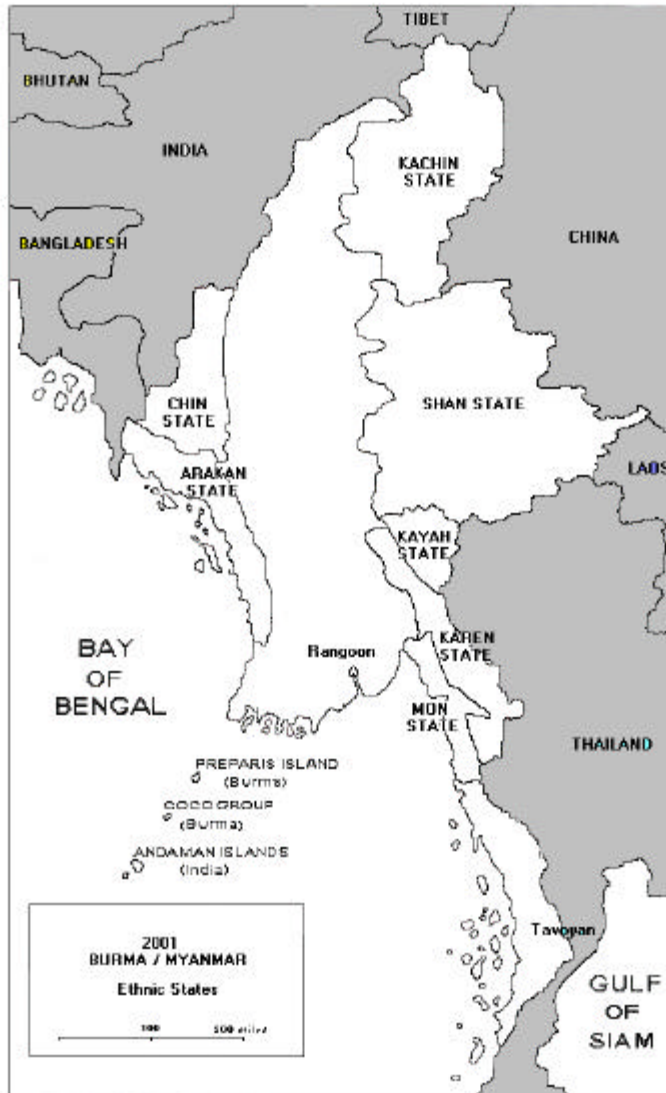 TIBET
BHUTAN
INDIA
KACHIN
STATE
BANGLADESH
CHINA
CHIN
STATE
SHAN STATE
ARAKAN
STATE
LAOS
KAYAH
STATE
BAY
OF
BENGAL
Rangoon
KAREN
STATE
MON
STATE
THAILAND
PREPARIS ISLAND
(Burma)
COCO GROUP
(Burma)
ANDAMAN ISLANDS
(India)
Tavoyan
GULF
OF
SIAM
2001
BURMA / MYANMAR
Ethnic States
100
200 miles